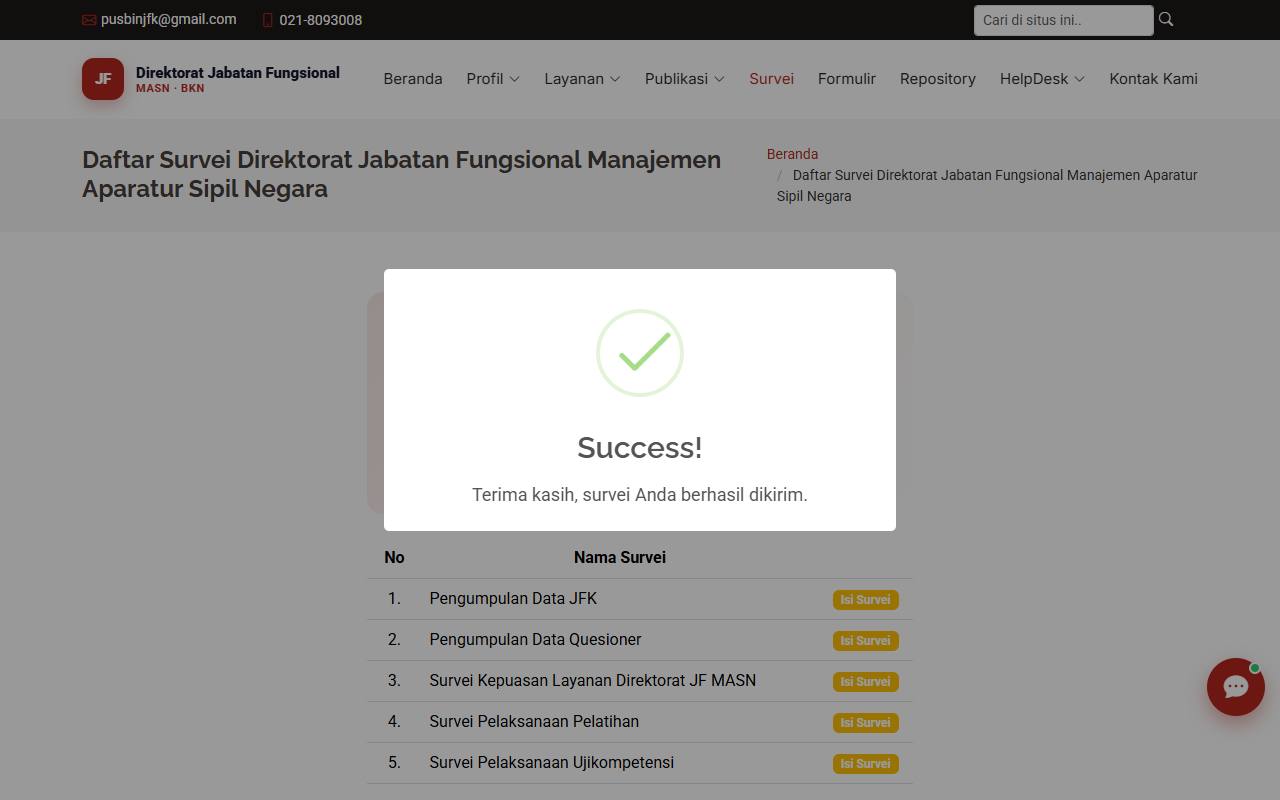 pusbinjfk@gmail.com 021-8093008 Cari di situs ini..
JF Direktorat Jabatan Fungsional
MASN · BKN
Beranda Profil Layanan Publikasi Survei Formulir Repository HelpDesk Kontak Kami
Daftar Survei Direktorat Jabatan Fungsional Manajemen
Aparatur Sipil Negara
Beranda
/ Daftar Survei Direktorat Jabatan Fungsional Manajemen Aparatur
Sipil Negara
Success!
Terima kasih, survei Anda berhasil dikirim.
No Nama Survei
1. Pengumpulan Data JFK Isi Survei
2. Pengumpulan Data Quesioner Isi Survei
3. Survei Kepuasan Layanan Direktorat JF MASN Isi Survei
4. Survei Pelaksanaan Pelatihan Isi Survei
5. Survei Pelaksanaan Ujikompetensi Isi Survei